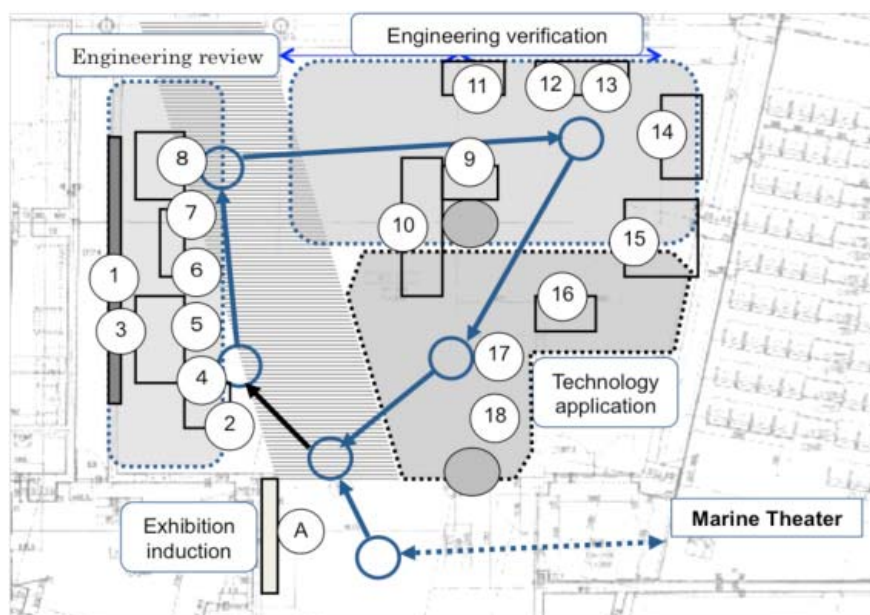 Engineering verification
Engineering review
11
12
13
14
8
9
7
10
15
1
6
16
3
5
17
4
Technology
application
2
18
Exhibition
induction
A
Marine Theater